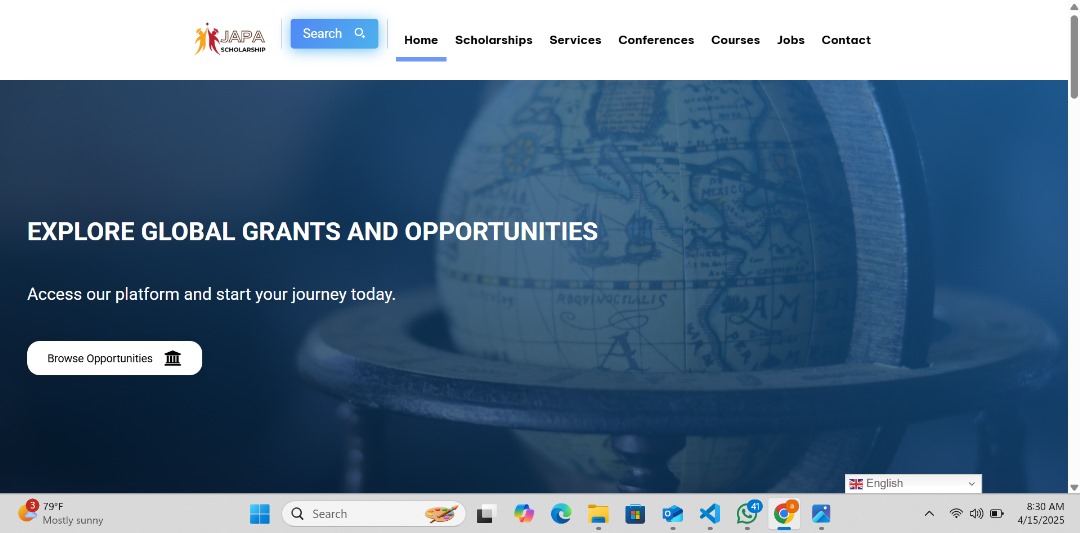 JAPA
SCHOLARSHIP
Search
Home
Scholarships
Services
Conferences
Courses
Jobs
Contact
EXPLORE GLOBAL GRANTS AND OPPORTUNITIES
Access our platform and start your journey today.
Browse Opportunities
MEXICO
English
3
79°F
Mostly sunny
Search
41
8:30 AM
4/15/2025